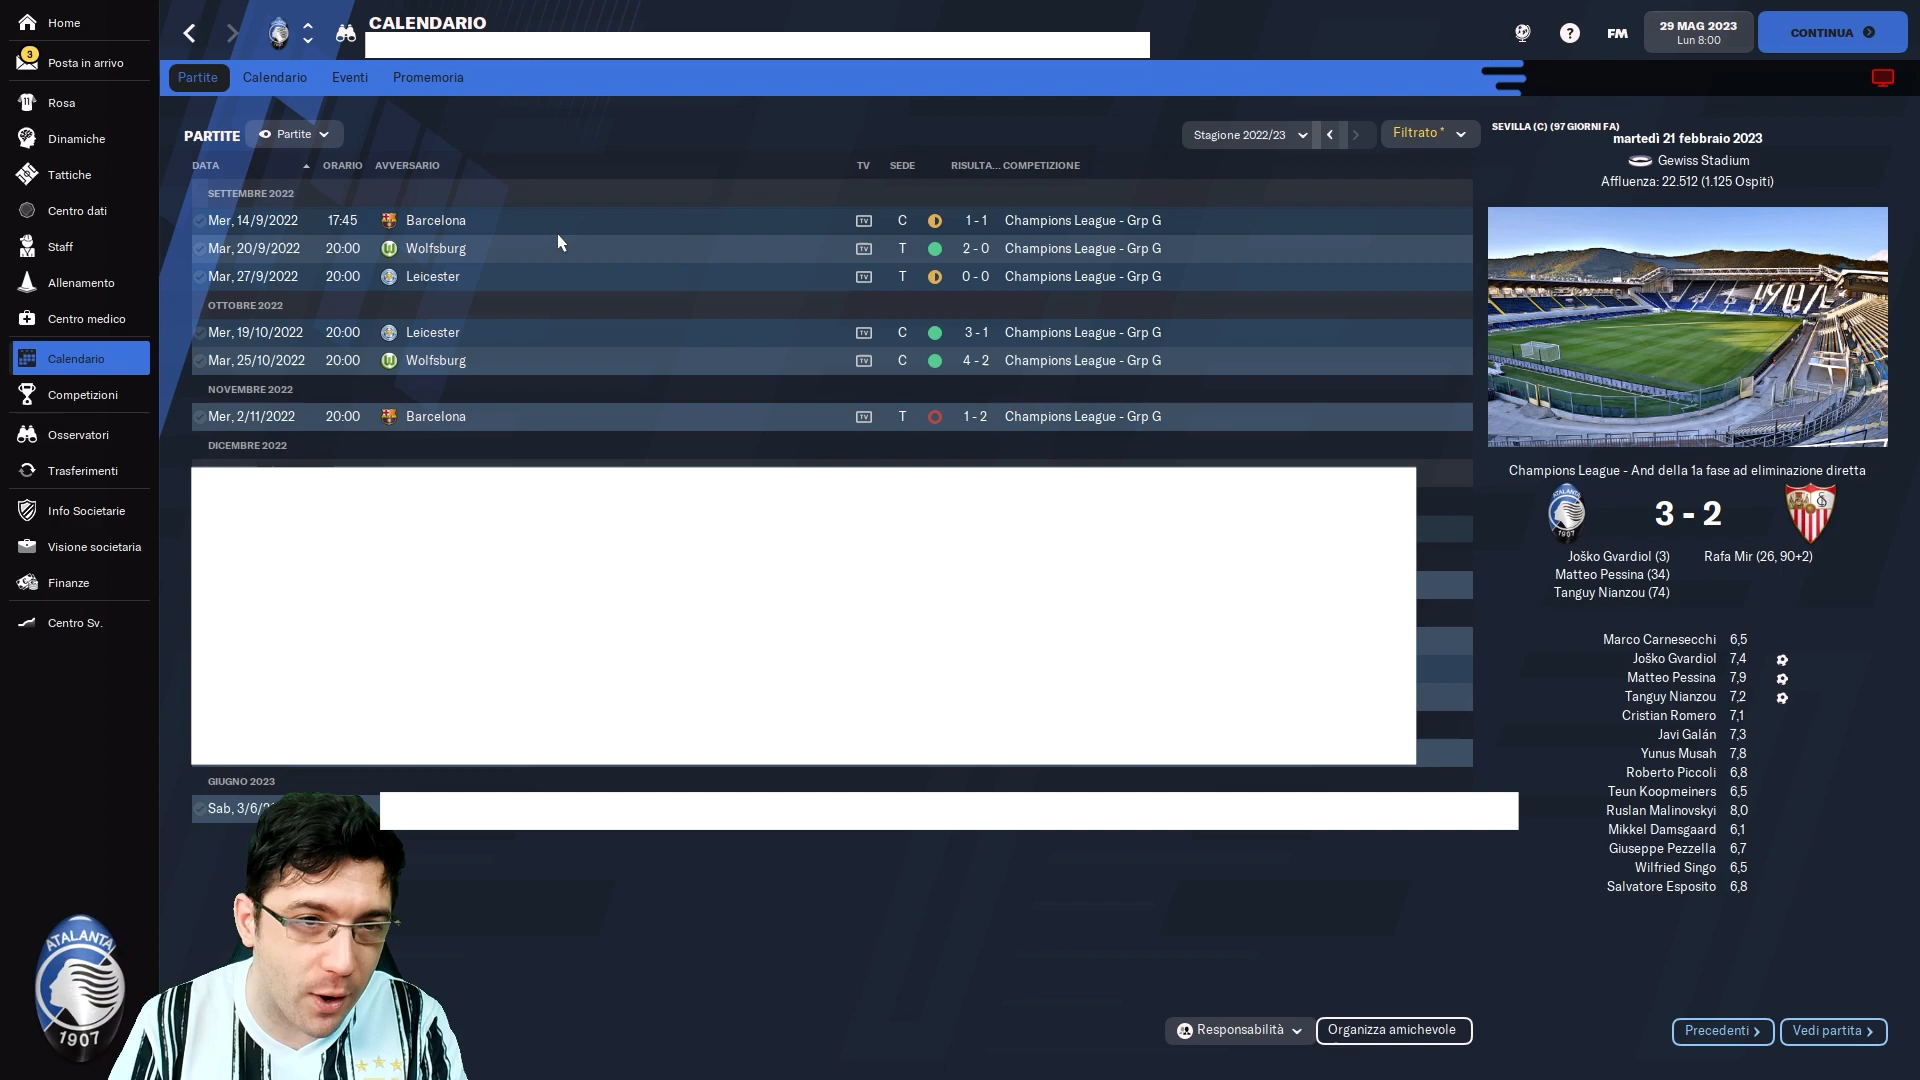 Home
3
Posta in arrivo
Rosa
Dinamiche
Tattiche
Centro dati
Staff
Allenamento
Centro medico
Calendario
Competizioni
Osservatori
Trasferimenti
Info Societarie
Visione societaria
Finanze
Centro Sv.
ATALANTA
1907
CALENDARIO
?
FM
29 MAG 2023
Lun 8:00
CONTINUA
Partite
Calendario
Eventi
Promemoria
PARTITE
Partite
Stagione 2022/23
Filtrato *
DATA ORARIO AVVERSARIO TV SEDE RISULTA... COMPETIZIONE
SETTEMBRE 2022
Mer, 14/9/2022 17:45 Barcelona TV C 1 - 1 Champions League - Grp G
Mar, 20/9/2022 20:00 Wolfsburg TV T 2 - 0 Champions League - Grp G
Mar, 27/9/2022 20:00 Leicester TV T 0 - 0 Champions League - Grp G
OTTOBRE 2022
Mer, 19/10/2022 20:00 Leicester TV C 3 - 1 Champions League - Grp G
Mar, 25/10/2022 20:00 Wolfsburg TV C 4 - 2 Champions League - Grp G
NOVEMBRE 2022
Mer, 2/11/2022 20:00 Barcelona TV T 1 - 2 Champions League - Grp G
DICEMBRE 2022
GIUGNO 2023
Sab, 3/6/
Responsabilità
Organizza amichevole
SEVILLA (C) (97 GIORNI FA)
martedì 21 febbraio 2023
Gewiss Stadium
Affluenza: 22.512 (1.125 Ospiti)
Champions League - And della 1a fase ad eliminazione diretta
ATALANTA
1907
3 - 2
Joško Gvardiol (3) Rafa Mir (26, 90+2)
Matteo Pessina (34)
Tanguy Nianzou (74)
Marco Carnesecchi 6,5
Joško Gvardiol 7,4
Matteo Pessina 7,9
Tanguy Nianzou 7,2
Cristian Romero 7,1
Javi Galán 7,3
Yunus Musah 7,8
Roberto Piccoli 6,8
Teun Koopmeiners 6,5
Ruslan Malinovskyi 8,0
Mikkel Damsgaard 6,1
Giuseppe Pezzella 6,7
Wilfried Singo 6,5
Salvatore Esposito 6,8
Precedenti
Vedi partita